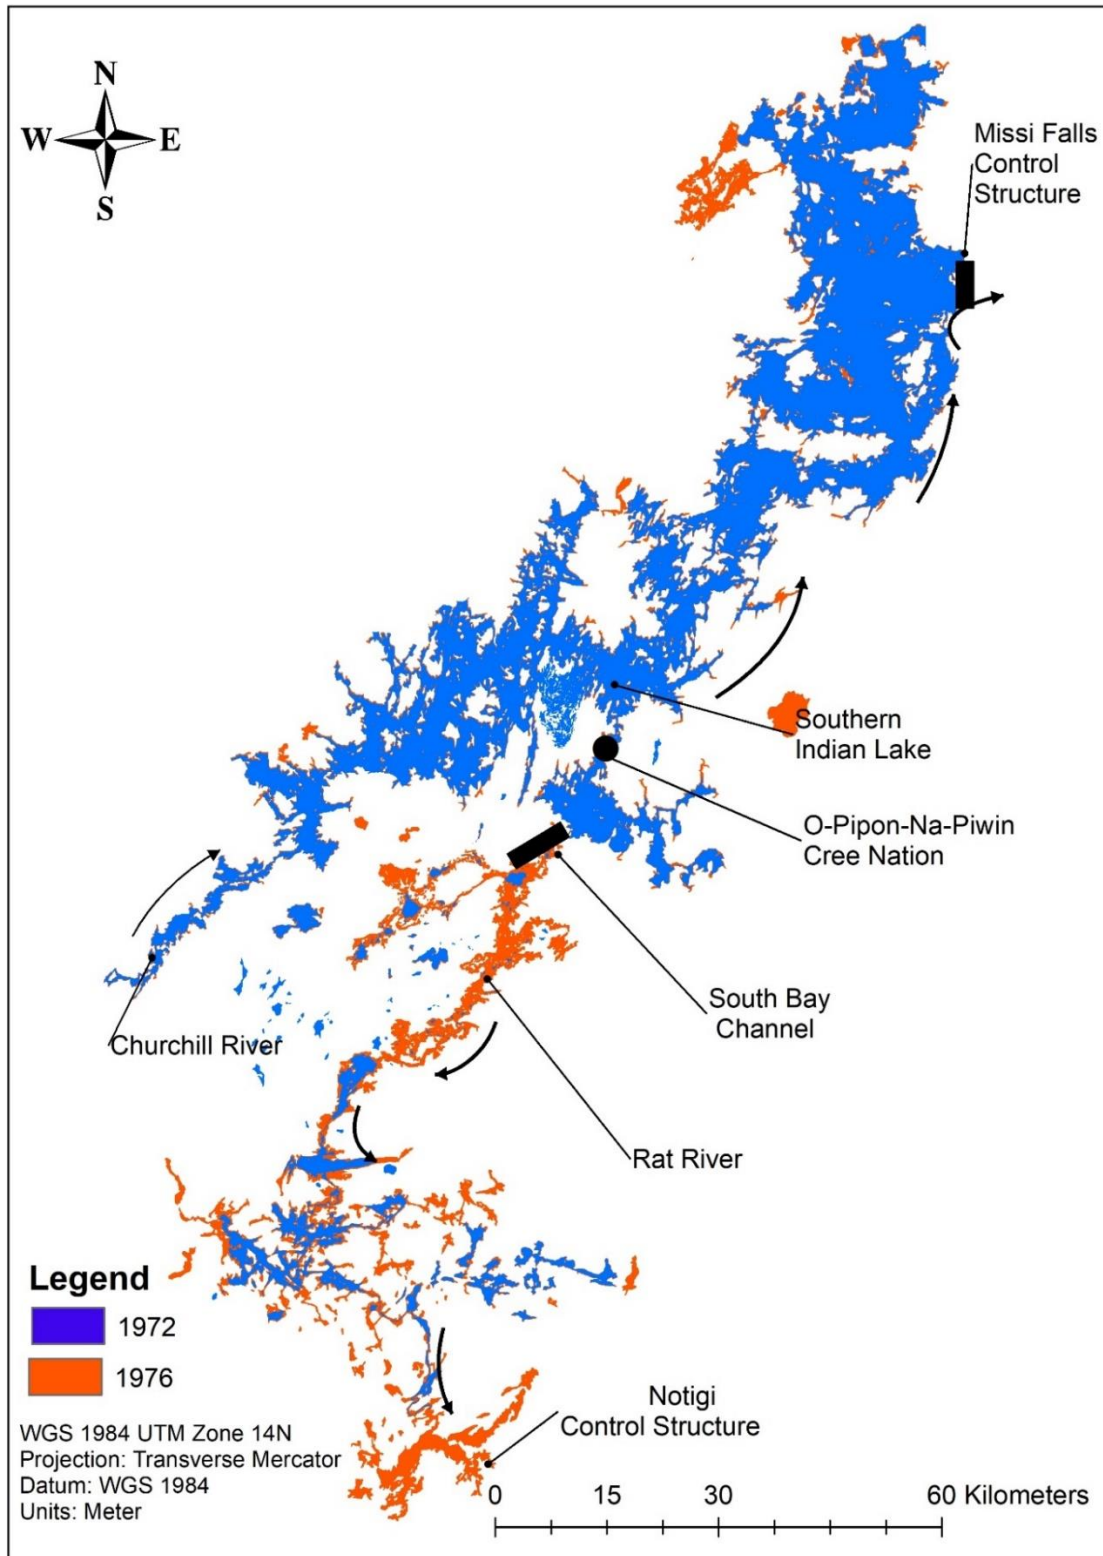 N
W E
S
Missi Falls
Control
Structure
Southern
Indian Lake
O-Pipon-Na-Piwin
Cree Nation
South Bay
Channel
Churchill River
Rat River
Legend
1972
1976
Notigi
Control Structure
WGS 1984 UTM Zone 14N
Projection: Transverse Mercator
Datum: WGS 1984
Units: Meter
0 15 30 60 Kilometers